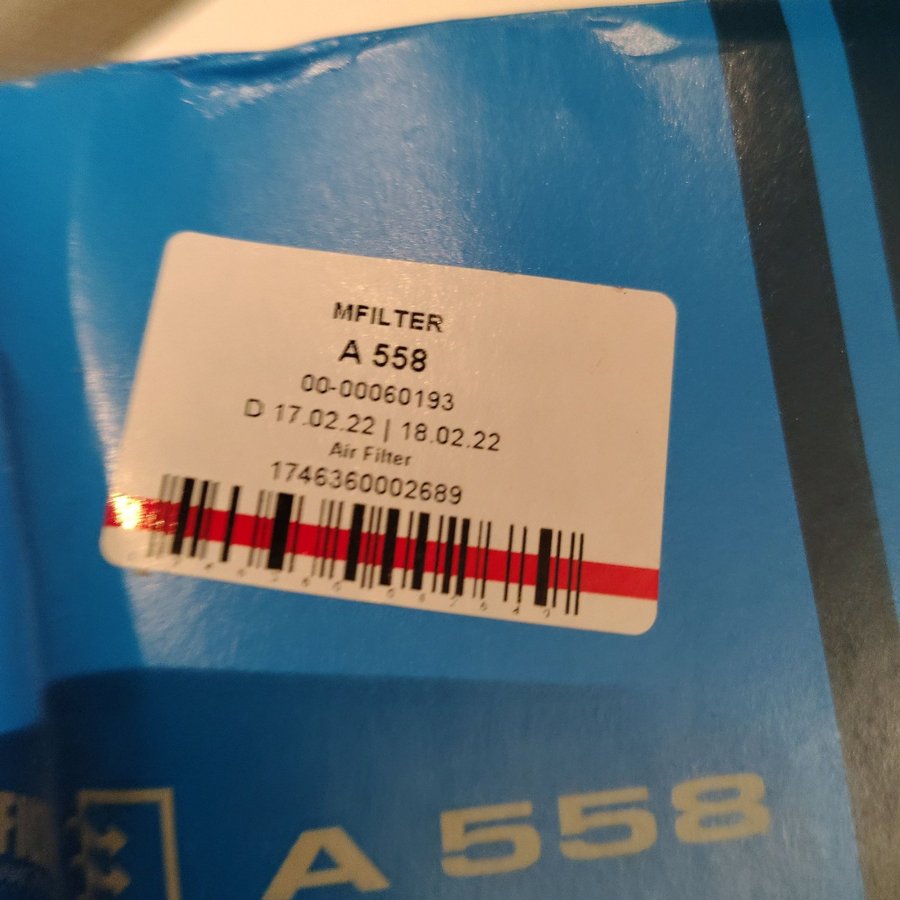 MFILTER
A 558
00-00060193
D 17.02.22 | 18.02.22
Air Filter
1746360002689
A 558